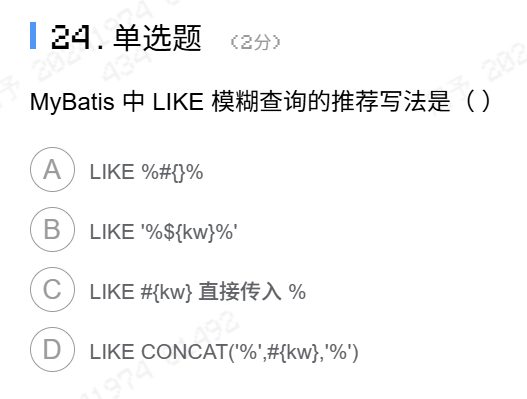 24. 单选题 (2分)
MyBatis 中 LIKE 模糊查询的推荐写法是（ ）
A LIKE %#{}%
B LIKE '%${kw}%'
C LIKE #{kw} 直接传入 %
D LIKE CONCAT('%',#{kw},'%')